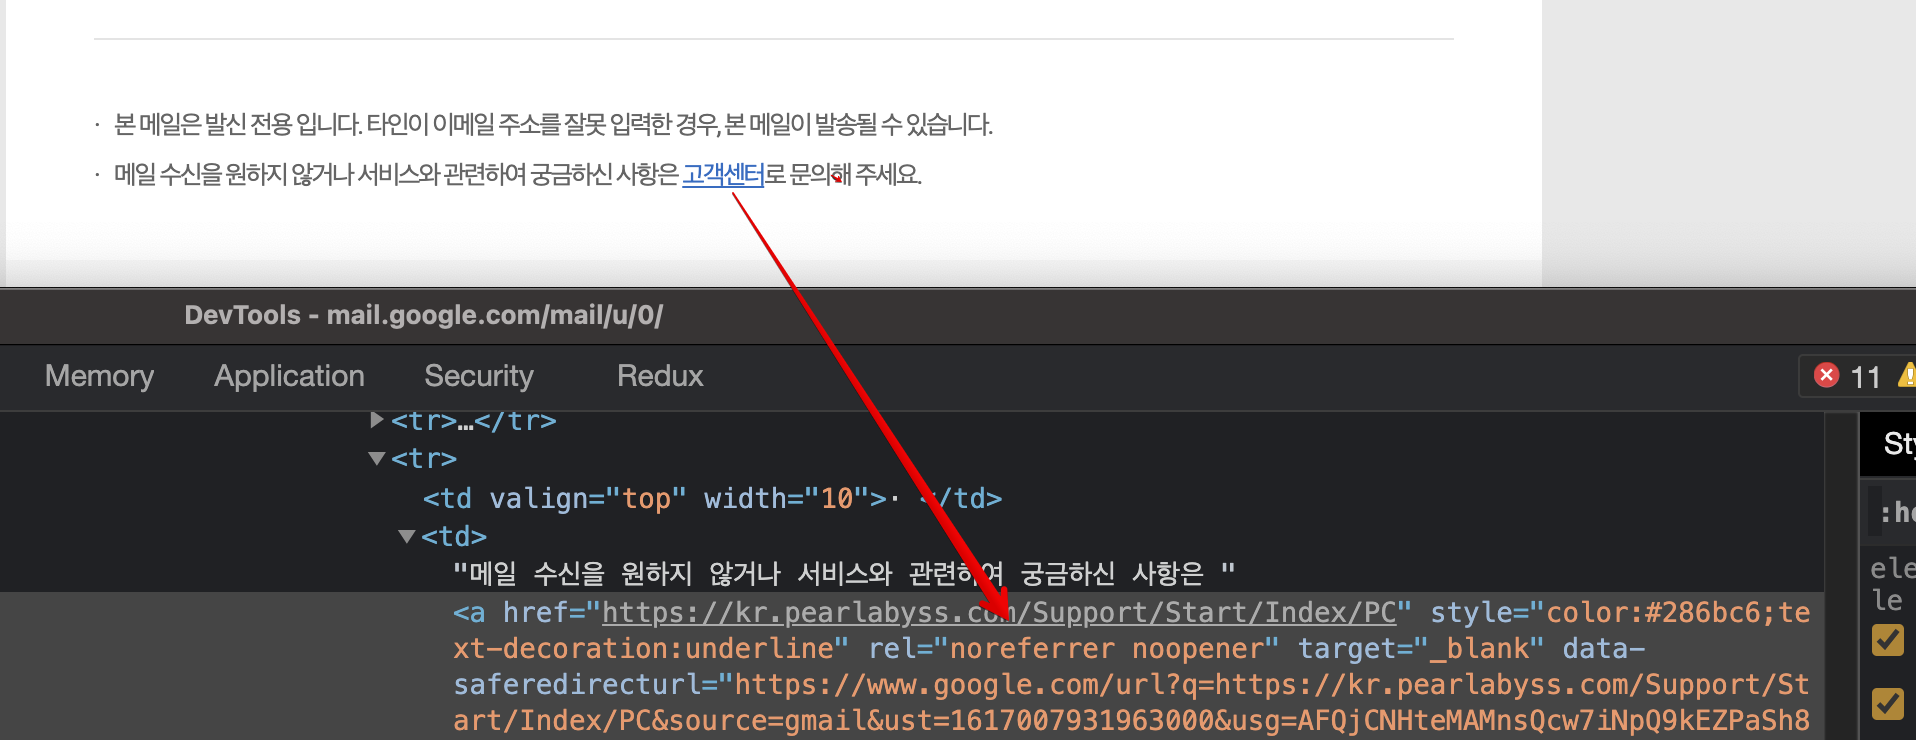 · 본 메일은 발신 전용 입니다. 타인이 이메일 주소를 잘못 입력한 경우, 본 메일이 발송될 수 있습니다.
· 메일 수신을 원하지 않거나 서비스와 관련하여 궁금하신 사항은 고객센터로 문의해 주세요.
DevTools - mail.google.com/mail/u/0/
Memory Application Security Redux 11
<tr>…</tr>
<tr>
<td valign="top" width="10">· </td>
<td>
"메일 수신을 원하지 않거나 서비스와 관련하여 궁금하신 사항은 "
<a href="https://kr.pearlabyss.com/Support/Start/Index/PC" style="color:#286bc6;te
xt-decoration:underline" rel="noreferrer noopener" target="_blank" data-
saferedirecturl="https://www.google.com/url?q=https://kr.pearlabyss.com/Support/St
art/Index/PC&source=gmail&ust=1617007931963000&usg=AFQjCNHteMAMnsQcw7iNpQ9kEZPaSh8
Sty
:ho
ele
le